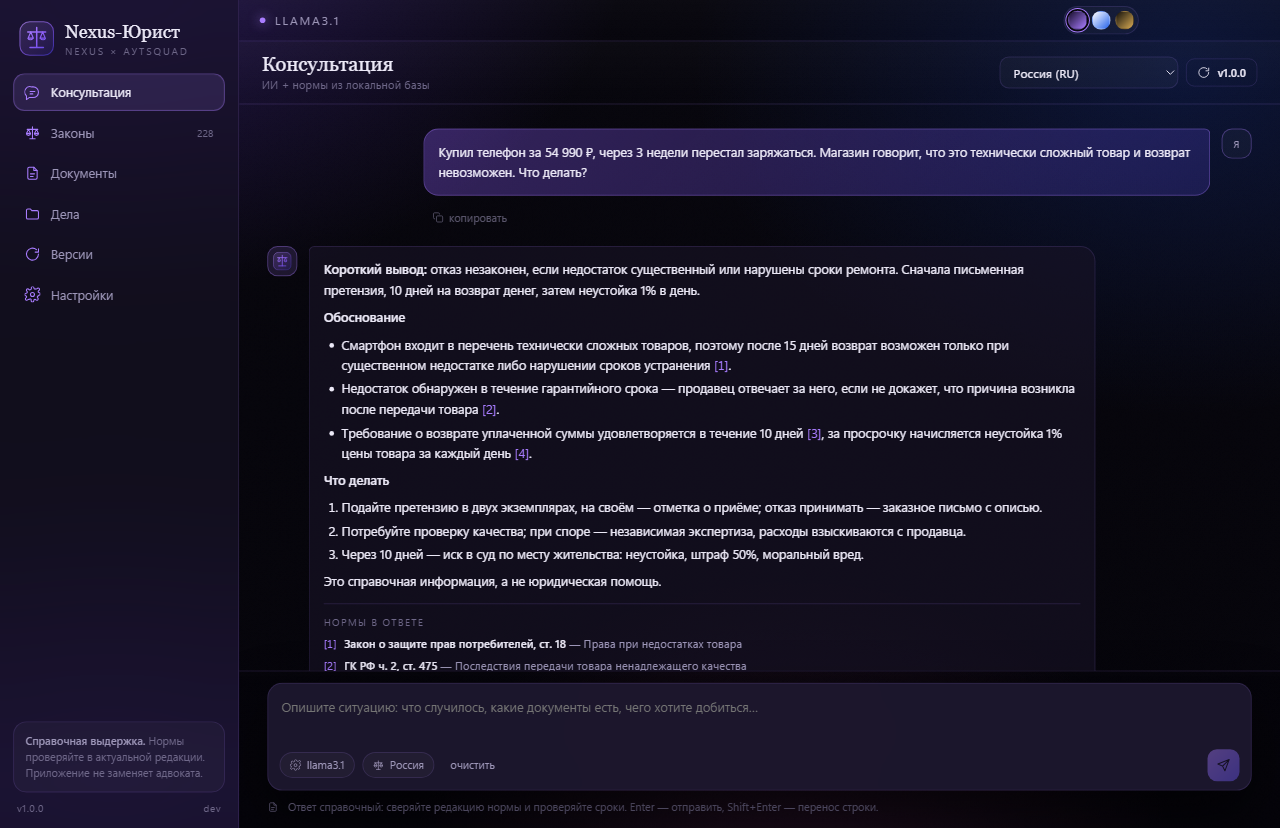 Nexus-Юрист
NEXUS × АУТSQUAD
Консультация
Законы 228
Документы
Дела
Версии
Настройки
Справочная выдержка. Нормы
проверяйте в актуальной редакции.
Приложение не заменяет адвоката.
v1.0.0 dev
LLAMA3.1
Консультация
ИИ + нормы из локальной базы
Россия (RU)
v1.0.0
Купил телефон за 54 990 ₽, через 3 недели перестал заряжаться. Магазин говорит, что это технически сложный товар и возврат
невозможен. Что делать?
Я
копировать
Короткий вывод: отказ незаконен, если недостаток существенный или нарушены сроки ремонта. Сначала письменная
претензия, 10 дней на возврат денег, затем неустойка 1% в день.
Обоснование
• Смартфон входит в перечень технически сложных товаров, поэтому после 15 дней возврат возможен только при
существенном недостатке либо нарушении сроков устранения [1].
• Недостаток обнаружен в течение гарантийного срока — продавец отвечает за него, если не докажет, что причина возникла
после передачи товара [2].
• Требование о возврате уплаченной суммы удовлетворяется в течение 10 дней [3], за просрочку начисляется неустойка 1%
цены товара за каждый день [4].
Что делать
1. Подайте претензию в двух экземплярах, на своём — отметка о приёме; отказ принимать — заказное письмо с описью.
2. Потребуйте проверку качества; при споре — независимая экспертиза, расходы взыскиваются с продавца.
3. Через 10 дней — иск в суд по месту жительства: неустойка, штраф 50%, моральный вред.
Это справочная информация, а не юридическая помощь.
НОРМЫ В ОТВЕТЕ
[1] Закон о защите прав потребителей, ст. 18 — Права при недостатках товара
[2] ГК РФ ч. 2, ст. 475 — Последствия передачи товара ненадлежащего качества
Опишите ситуацию: что случилось, какие документы есть, чего хотите добиться…
llama3.1
Россия
очистить
Ответ справочный: сверяйте редакцию нормы и проверяйте сроки. Enter — отправить, Shift+Enter — перенос строки.